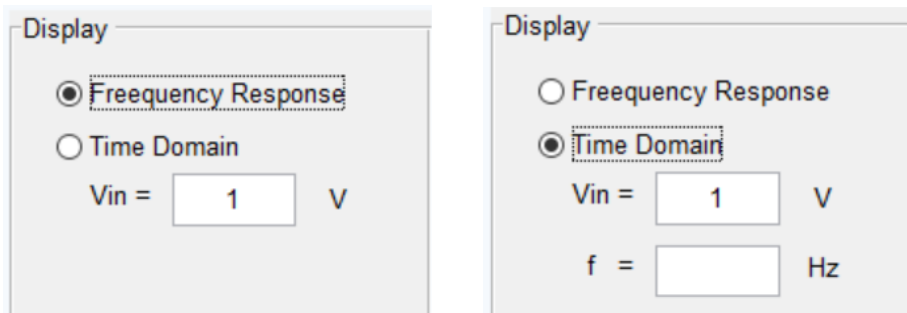 Display
Freequency Response
Time Domain
Vin = 1 V
Display
Freequency Response
Time Domain
Vin = 1 V
f = Hz